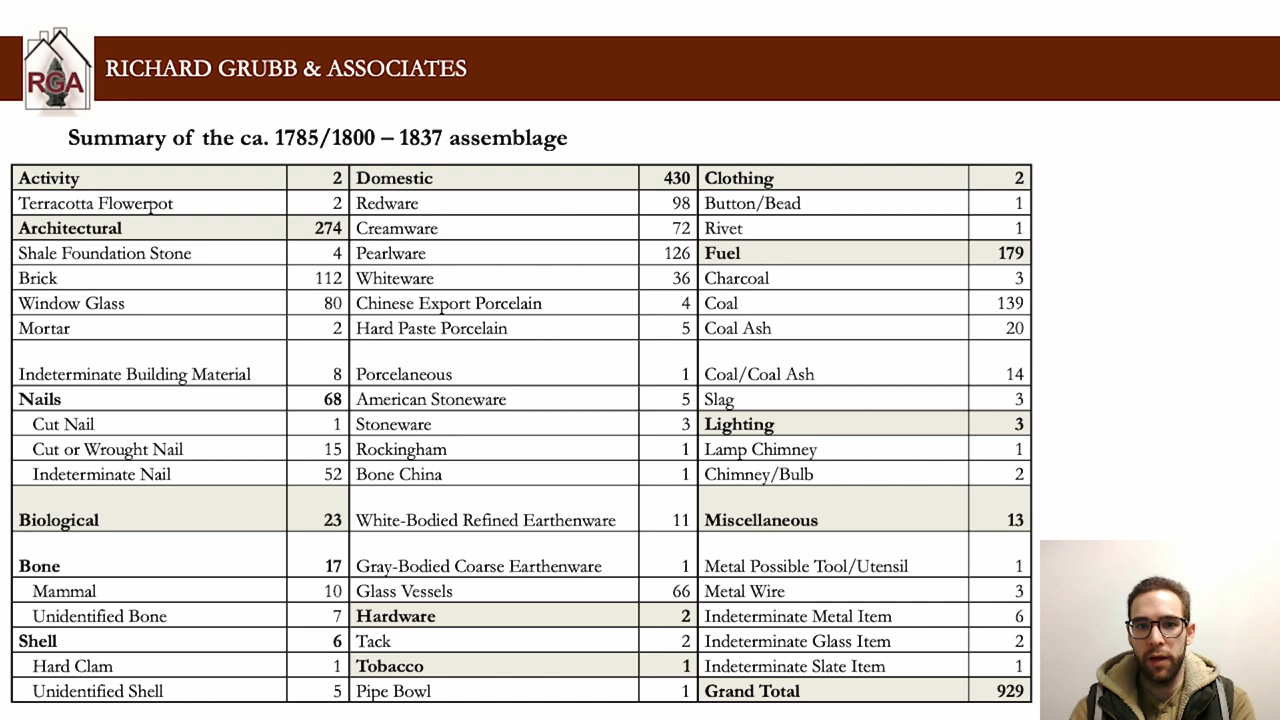 RGA
RICHARD GRUBB & ASSOCIATES
Summary of the ca. 1785/1800 – 1837 assemblage
Activity 2 Domestic 430 Clothing 2
Terracotta Flowerpot 2 Redware 98 Button/Bead 1
Architectural 274 Creamware 72 Rivet 1
Shale Foundation Stone 4 Pearlware 126 Fuel 179
Brick 112 Whiteware 36 Charcoal 3
Window Glass 80 Chinese Export Porcelain 4 Coal 139
Mortar 2 Hard Paste Porcelain 5 Coal Ash 20
Indeterminate Building Material 8 Porcelaneous 1 Coal/Coal Ash 14
Nails 68 American Stoneware 5 Slag 3
Cut Nail 1 Stoneware 3 Lighting 3
Cut or Wrought Nail 15 Rockingham 1 Lamp Chimney 1
Indeterminate Nail 52 Bone China 1 Chimney/Bulb 2
Biological 23 White-Bodied Refined Earthenware 11 Miscellaneous 13
Bone 17 Gray-Bodied Coarse Earthenware 1 Metal Possible Tool/Utensil 1
Mammal 10 Glass Vessels 66 Metal Wire 3
Unidentified Bone 7 Hardware 2 Indeterminate Metal Item 6
Shell 6 Tack 2 Indeterminate Glass Item 2
Hard Clam 1 Tobacco 1 Indeterminate Slate Item 1
Unidentified Shell 5 Pipe Bowl 1 Grand Total 929